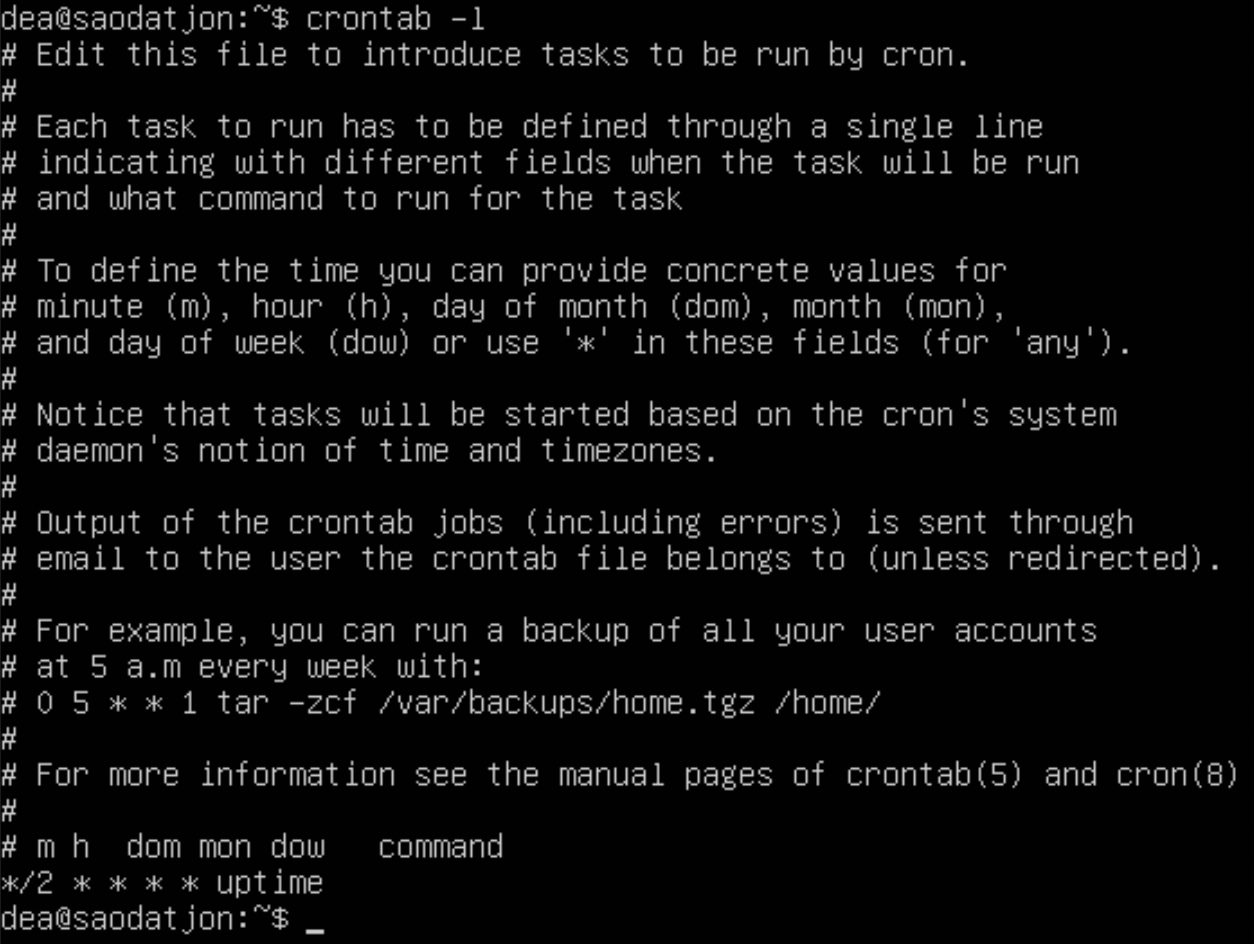 dea@saodatjon:~$ crontab -l
# Edit this file to introduce tasks to be run by cron.
#
# Each task to run has to be defined through a single line
# indicating with different fields when the task will be run
# and what command to run for the task
#
# To define the time you can provide concrete values for
# minute (m), hour (h), day of month (dom), month (mon),
# and day of week (dow) or use '*' in these fields (for 'any').
#
# Notice that tasks will be started based on the cron's system
# daemon's notion of time and timezones.
#
# Output of the crontab jobs (including errors) is sent through
# email to the user the crontab file belongs to (unless redirected).
#
# For example, you can run a backup of all your user accounts
# at 5 a.m every week with:
# 0 5 * * 1 tar -zcf /var/backups/home.tgz /home/
#
# For more information see the manual pages of crontab(5) and cron(8)
#
# m h  dom mon dow   command
*/2 * * * * uptime
dea@saodatjon:~$ _